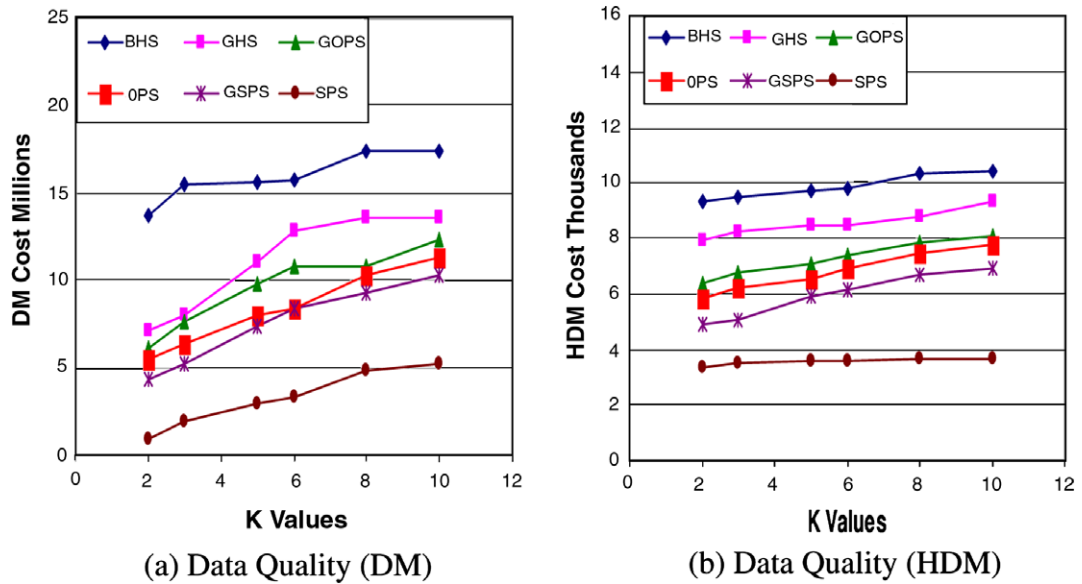 25
20
15
10
5
0
BHS GHS GOPS
0PS GSPS SPS
DM Cost Millions
0 2 4 6 8 10 12
K Values
(a) Data Quality (DM)
16
14
12
10
8
6
4
2
0
BHS GHS GOPS
0PS GSPS SPS
HDM Cost Thousands
0 2 4 6 8 10 12
K Values
(b) Data Quality (HDM)